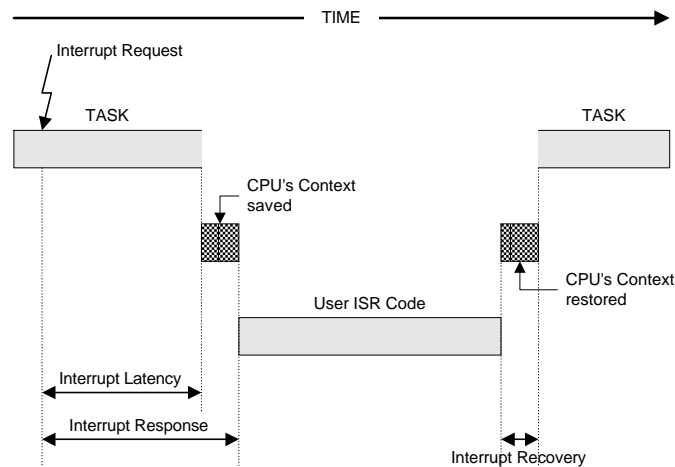 TIME
Interrupt Request
TASK
TASK
CPU's Context
saved
CPU's Context
restored
User ISR Code
Interrupt Latency
Interrupt Response
Interrupt Recovery